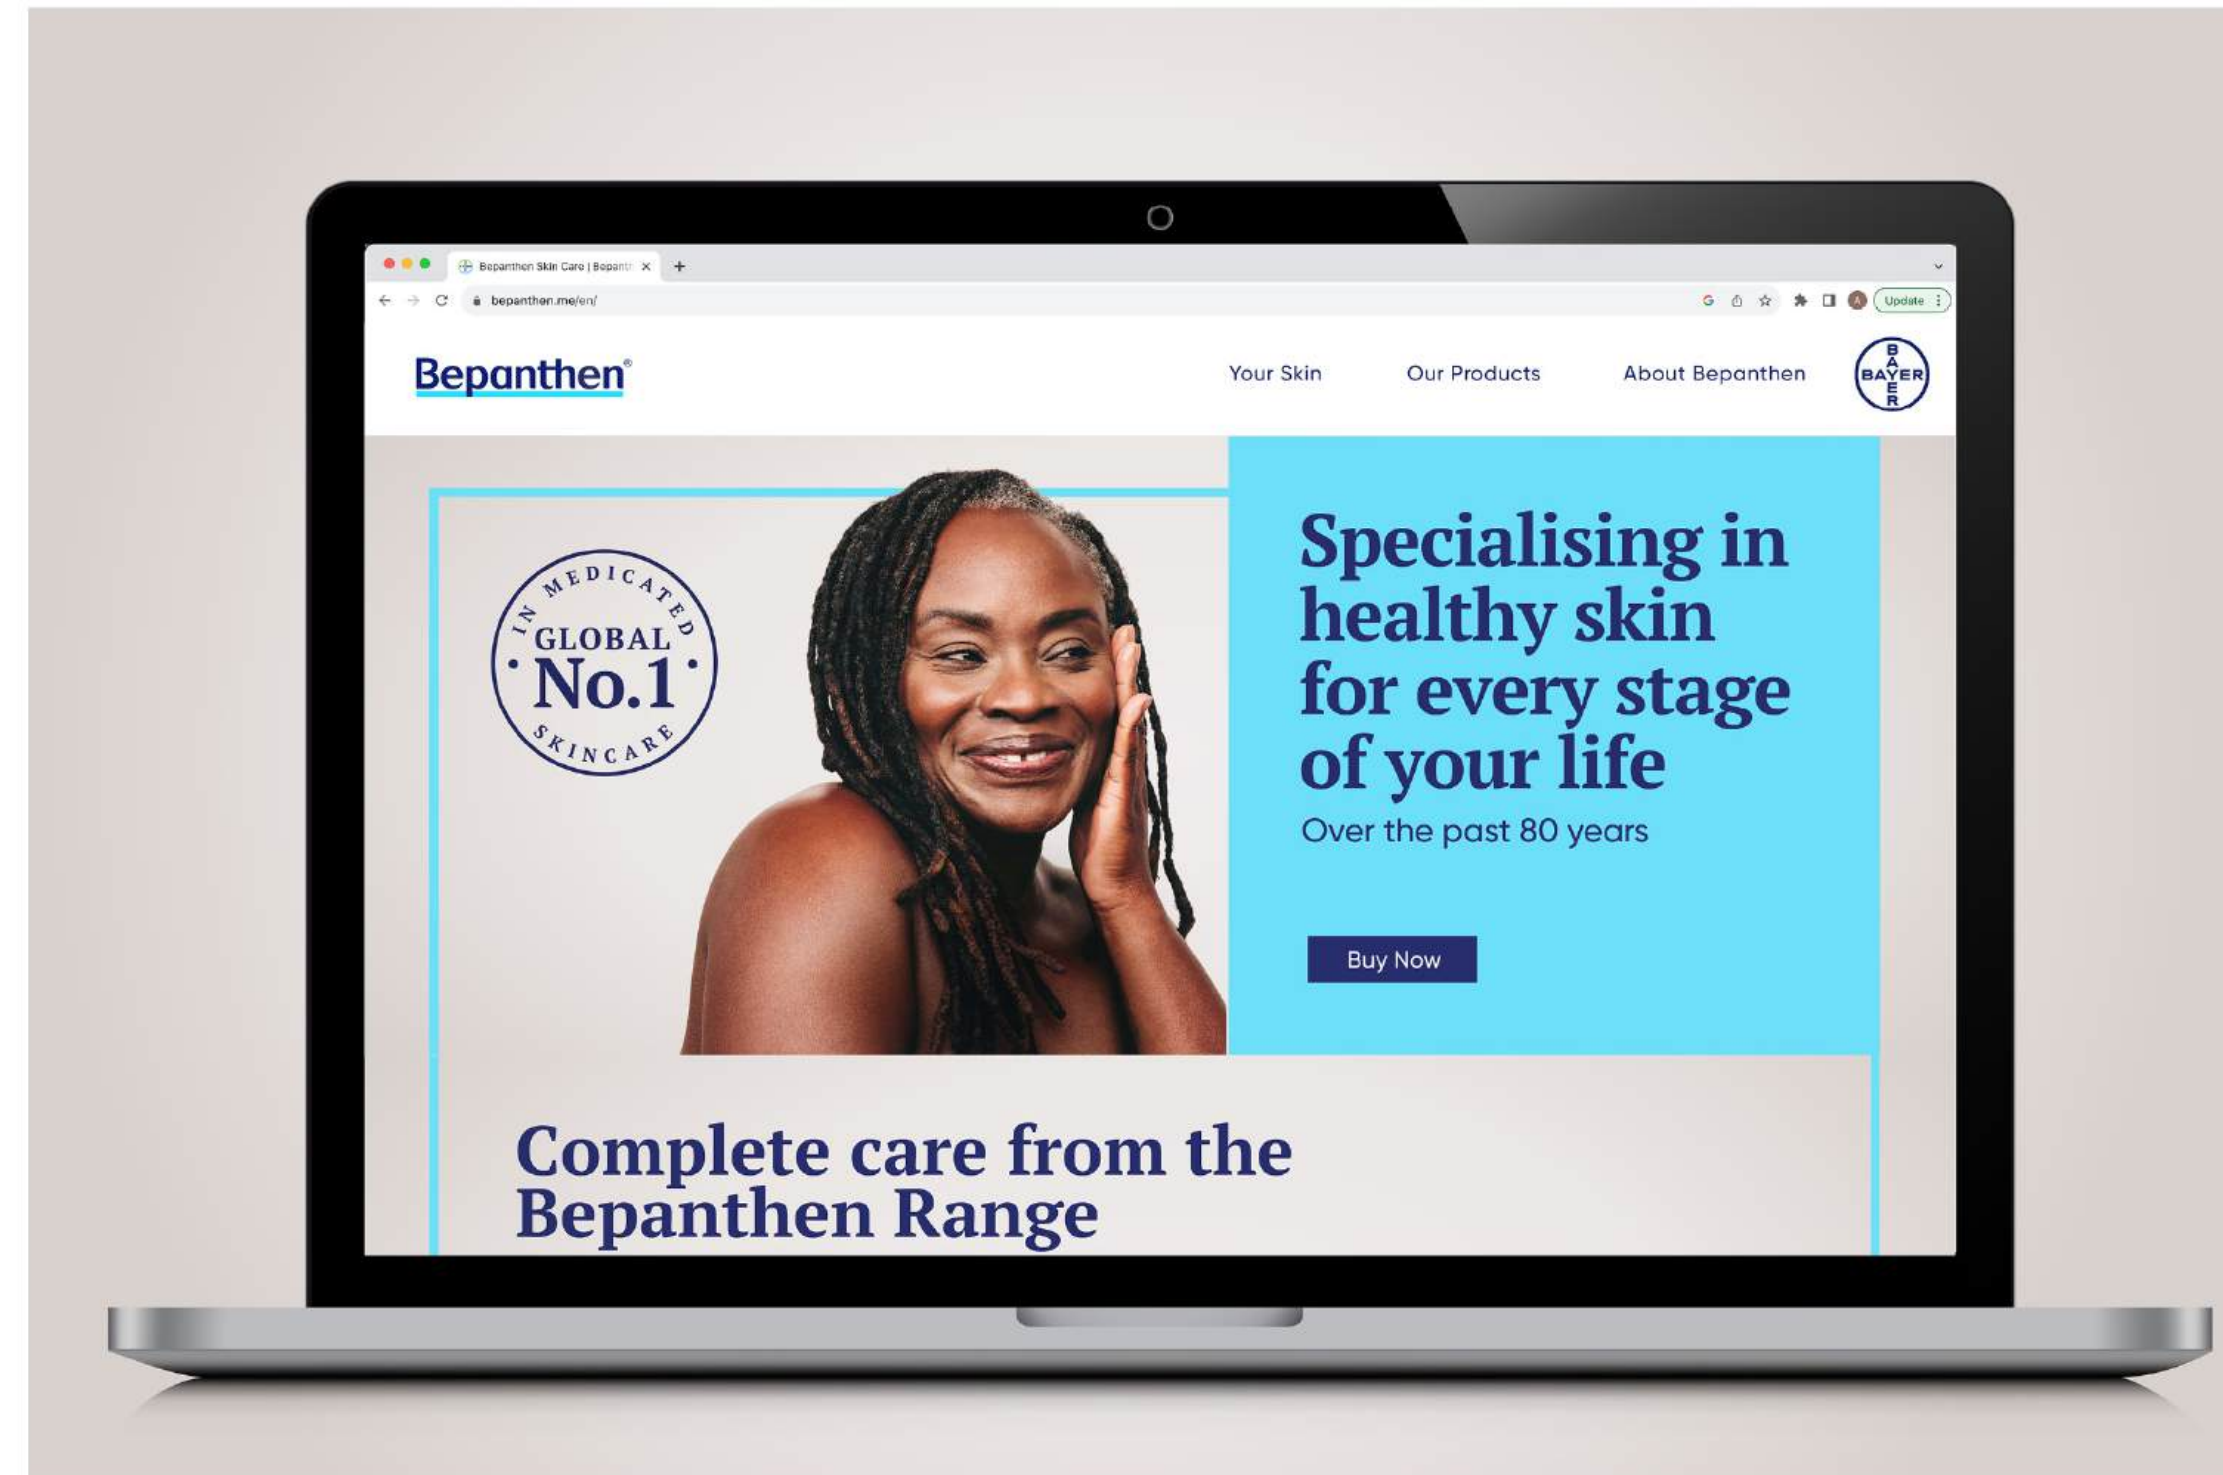 Bepanthen Skin Care | Bepanth
bepanthen.me/en/
Update
Bepanthen®
Your Skin
Our Products
About Bepanthen
BAYER
BAYER
IN MEDICATED
GLOBAL
No.1
SKINCARE
Specialising in
healthy skin
for every stage
of your life
Over the past 80 years
Buy Now
Complete care from the
Bepanthen Range